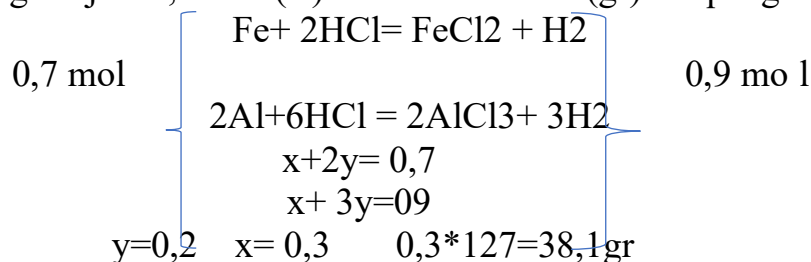 Fe+ 2HCl= FeCl2 + H2
0,7 mol 0,9 mo l
2Al+6HCl = 2AlCl3+ 3H2
x+2y= 0,7
x+ 3y=09
y=0,2 x= 0,3 0,3*127=38,1gr